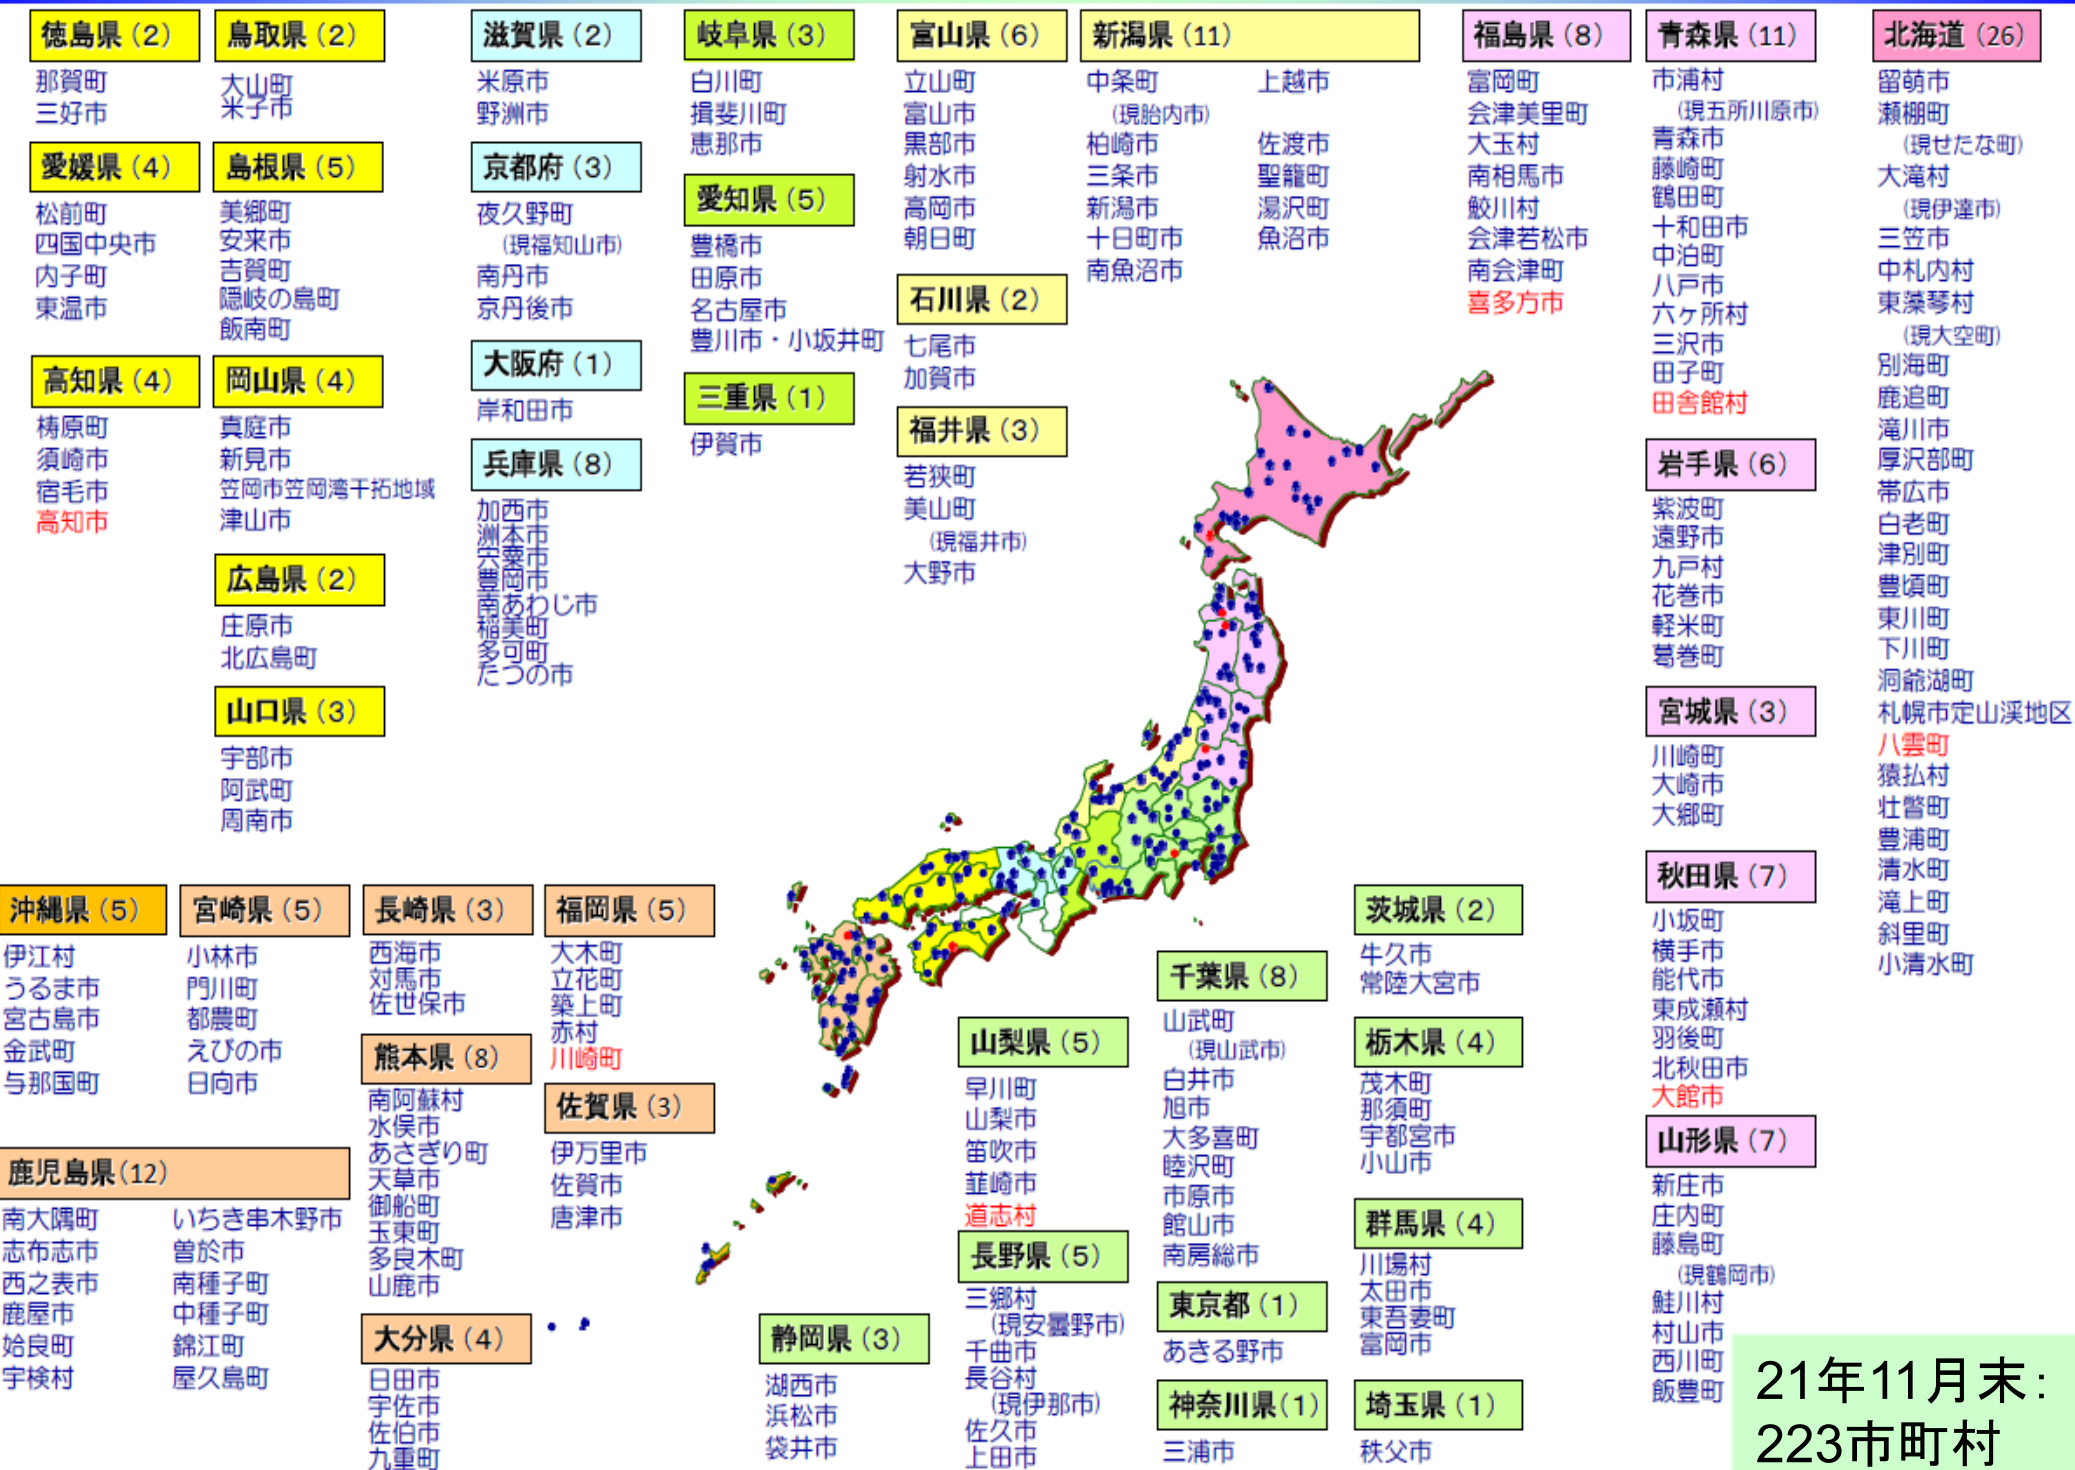 徳島県（2）
那賀町
三好市
愛媛県（4）
松前町
四国中央市
内子町
東温市
高知県（4）
梼原町
須崎市
宿毛市
高知市
鳥取県（2）
大山町
米子市
島根県（5）
美郷町
安来市
吉賀町
隠岐の島町
飯南町
岡山県（4）
真庭市
新見市
笠岡市笠岡湾干拓地域
津山市
広島県（2）
庄原市
北広島町
山口県（3）
宇部市
阿武町
周南市
滋賀県（2）
米原市
野洲市
京都府（3）
夜久野町
（現福知山市）
南丹市
京丹後市
大阪府（1）
岸和田市
兵庫県（8）
加西市
洲本市
宍粟市
豊岡市
南あわじ市
稲美町
多可町
たつの市
岐阜県（3）
白川町
揖斐川町
恵那市
愛知県（5）
豊橋市
田原市
名古屋市
豊川市・小坂井町
三重県（1）
伊賀市
富山県（6）
立山町
富山市
黒部市
射水市
高岡市
朝日町
石川県（2）
七尾市
加賀市
福井県（3）
若狭町
美山町
（現福井市）
大野市
新潟県（11）
中条町
（現胎内市）
柏崎市
三条市
新潟市
十日町市
南魚沼市
上越市
佐渡市
聖籠町
湯沢町
魚沼市
福島県（8）
富岡町
会津美里町
大玉村
南相馬市
鮫川村
会津若松市
南会津町
喜多方市
青森県（11）
市浦村
（現五所川原市）
青森市
藤崎町
鶴田町
十和田市
中泊町
八戸市
六ヶ所村
三沢市
田子町
田舎館村
岩手県（6）
紫波町
遠野市
九戸村
花巻市
軽米町
葛巻町
宮城県（3）
川崎町
大崎市
大郷町
秋田県（7）
小坂町
横手市
能代市
東成瀬村
羽後町
北秋田市
大館市
山形県（7）
新庄市
庄内町
藤島町
（現鶴岡市）
鮭川村
村山市
西川町
飯豊町
北海道（26）
留萌市
瀬棚町
（現せたな町）
大滝村
（現伊達市）
三笠市
中札内村
東藻琴村
（現大空町）
別海町
鹿追町
滝川市
厚沢部町
帯広市
白老町
津別町
豊頃町
東川町
下川町
洞爺湖町
札幌市定山渓地区
八雲町
猿払村
壮瞥町
豊浦町
清水町
滝上町
斜里町
小清水町
沖縄県（5）
伊江村
うるま市
宮古島市
金武町
与那国町
宮崎県（5）
小林市
門川町
都農町
えびの市
日向市
鹿児島県（12）
南大隅町
志布志市
西之表市
鹿屋市
姶良町
宇検村
いちき串木野市
曽於市
南種子町
中種子町
錦江町
屋久島町
長崎県（3）
西海市
対馬市
佐世保市
熊本県（8）
南阿蘇村
水俣市
あさぎり町
天草市
御船町
玉東町
多良木町
山鹿市
大分県（4）
日田市
宇佐市
佐伯市
九重町
福岡県（5）
大木町
立花町
築上町
赤村
川崎町
佐賀県（3）
伊万里市
佐賀市
唐津市
静岡県（3）
湖西市
浜松市
袋井市
山梨県（5）
早川町
山梨市
笛吹市
韮崎市
道志村
長野県（5）
三郷村
（現安曇野市）
千曲市
長谷村
（現伊那市）
佐久市
上田市
千葉県（8）
山武町
（現山武市）
白井市
旭市
大多喜町
睦沢町
市原市
館山市
南房総市
東京都（1）
あきる野市
神奈川県（1）
三浦市
茨城県（2）
牛久市
常陸大宮市
栃木県（4）
茂木町
那須町
宇都宮市
小山市
群馬県（4）
川場村
太田市
東吾妻町
富岡市
埼玉県（1）
秩父市
21年11月末：
223市町村